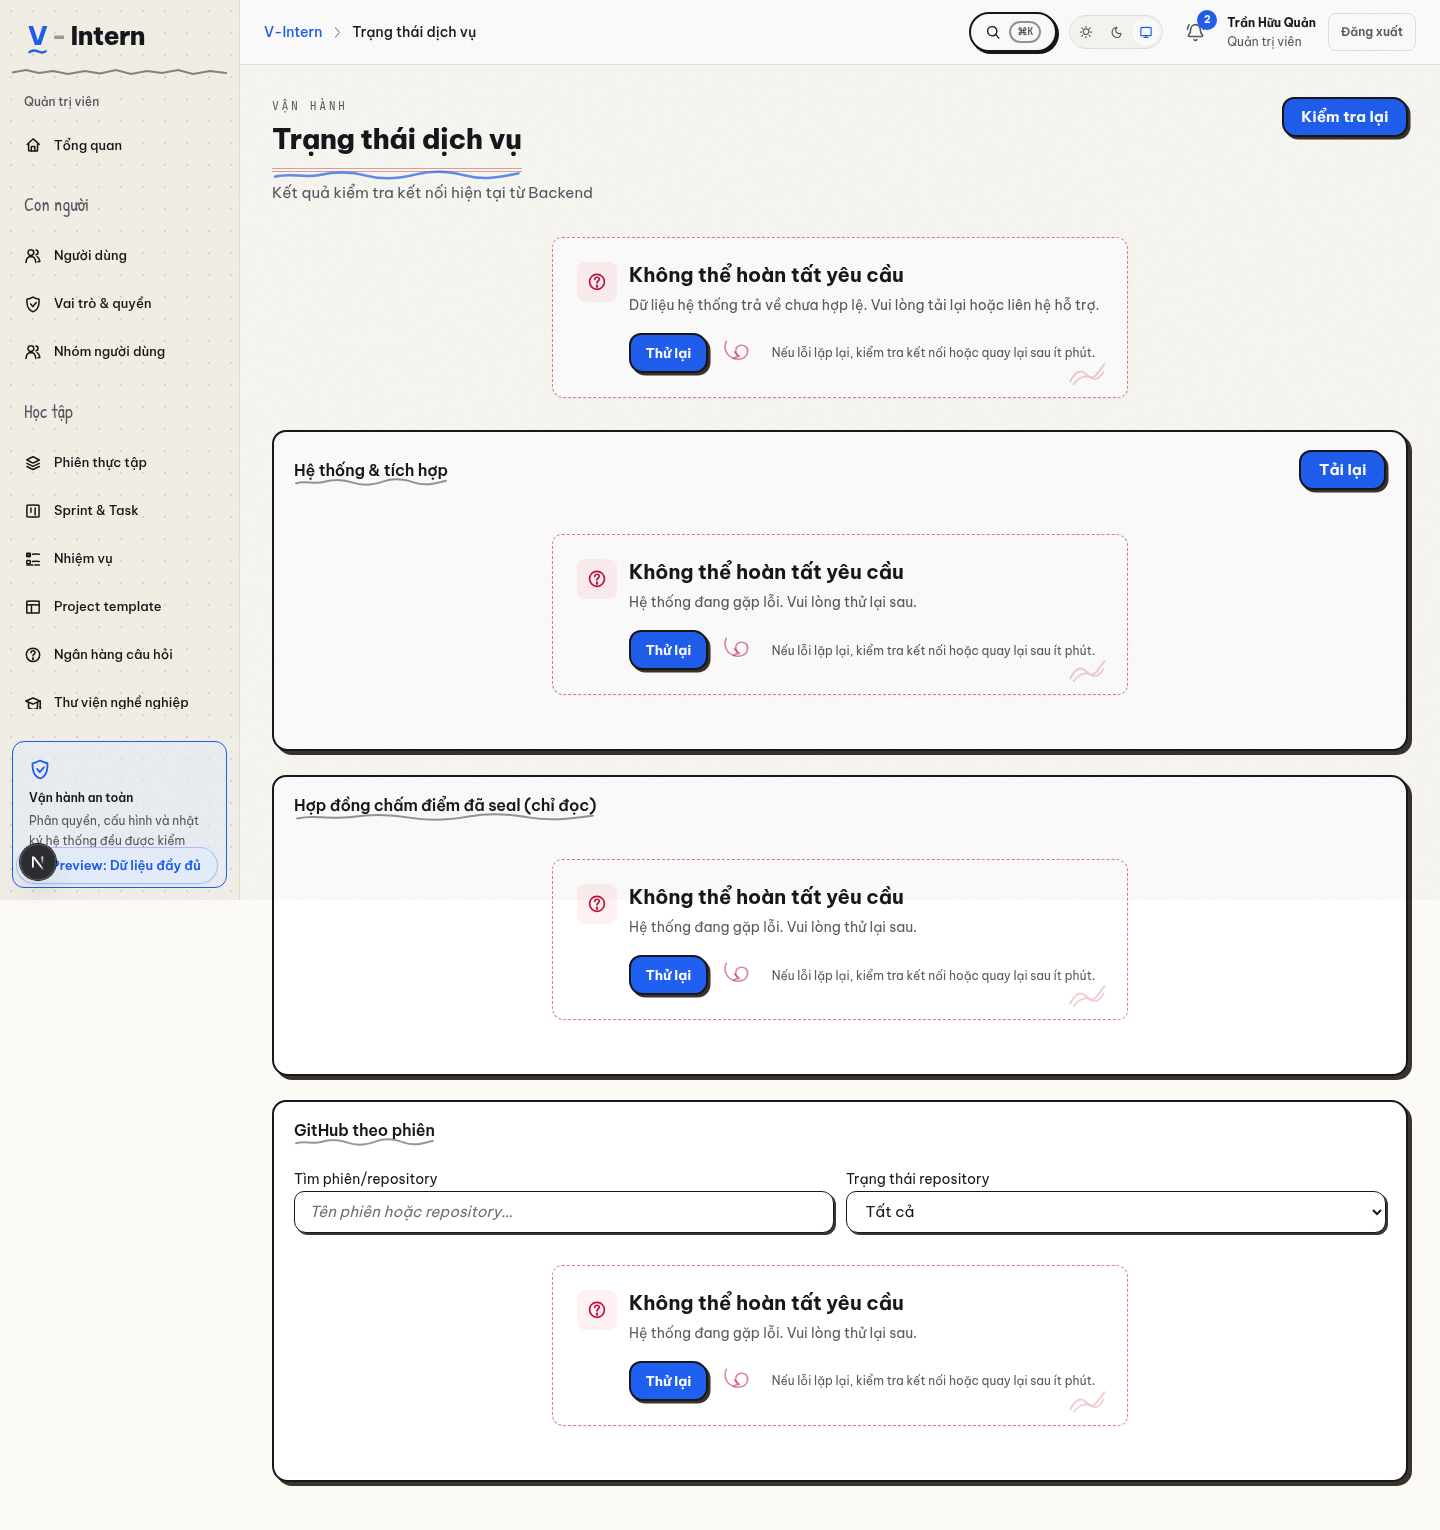 V - Intern
Quản trị viên
Tổng quan
Con người
Người dùng
Vai trò & quyền
Nhóm người dùng
Học tập
Phiên thực tập
Sprint & Task
Nhiệm vụ
Project template
Ngân hàng câu hỏi
Thư viện nghề nghiệp
Vận hành an toàn
Phân quyền, cấu hình và nhật
ký hệ thống đều được kiểm
Preview: Dữ liệu đầy đủ
V-Intern > Trạng thái dịch vụ
⌘K
2
Trần Hữu Quản
Quản trị viên
Đăng xuất
VẬN HÀNH
Trạng thái dịch vụ
Kết quả kiểm tra kết nối hiện tại từ Backend
Kiểm tra lại
Không thể hoàn tất yêu cầu
Dữ liệu hệ thống trả về chưa hợp lệ. Vui lòng tải lại hoặc liên hệ hỗ trợ.
Thử lại
Nếu lỗi lặp lại, kiểm tra kết nối hoặc quay lại sau ít phút.
Hệ thống & tích hợp
Tải lại
Không thể hoàn tất yêu cầu
Hệ thống đang gặp lỗi. Vui lòng thử lại sau.
Thử lại
Nếu lỗi lặp lại, kiểm tra kết nối hoặc quay lại sau ít phút.
Hợp đồng chấm điểm đã seal (chỉ đọc)
Không thể hoàn tất yêu cầu
Hệ thống đang gặp lỗi. Vui lòng thử lại sau.
Thử lại
Nếu lỗi lặp lại, kiểm tra kết nối hoặc quay lại sau ít phút.
GitHub theo phiên
Tìm phiên/repository
Tên phiên hoặc repository...
Trạng thái repository
Tất cả
Không thể hoàn tất yêu cầu
Hệ thống đang gặp lỗi. Vui lòng thử lại sau.
Thử lại
Nếu lỗi lặp lại, kiểm tra kết nối hoặc quay lại sau ít phút.